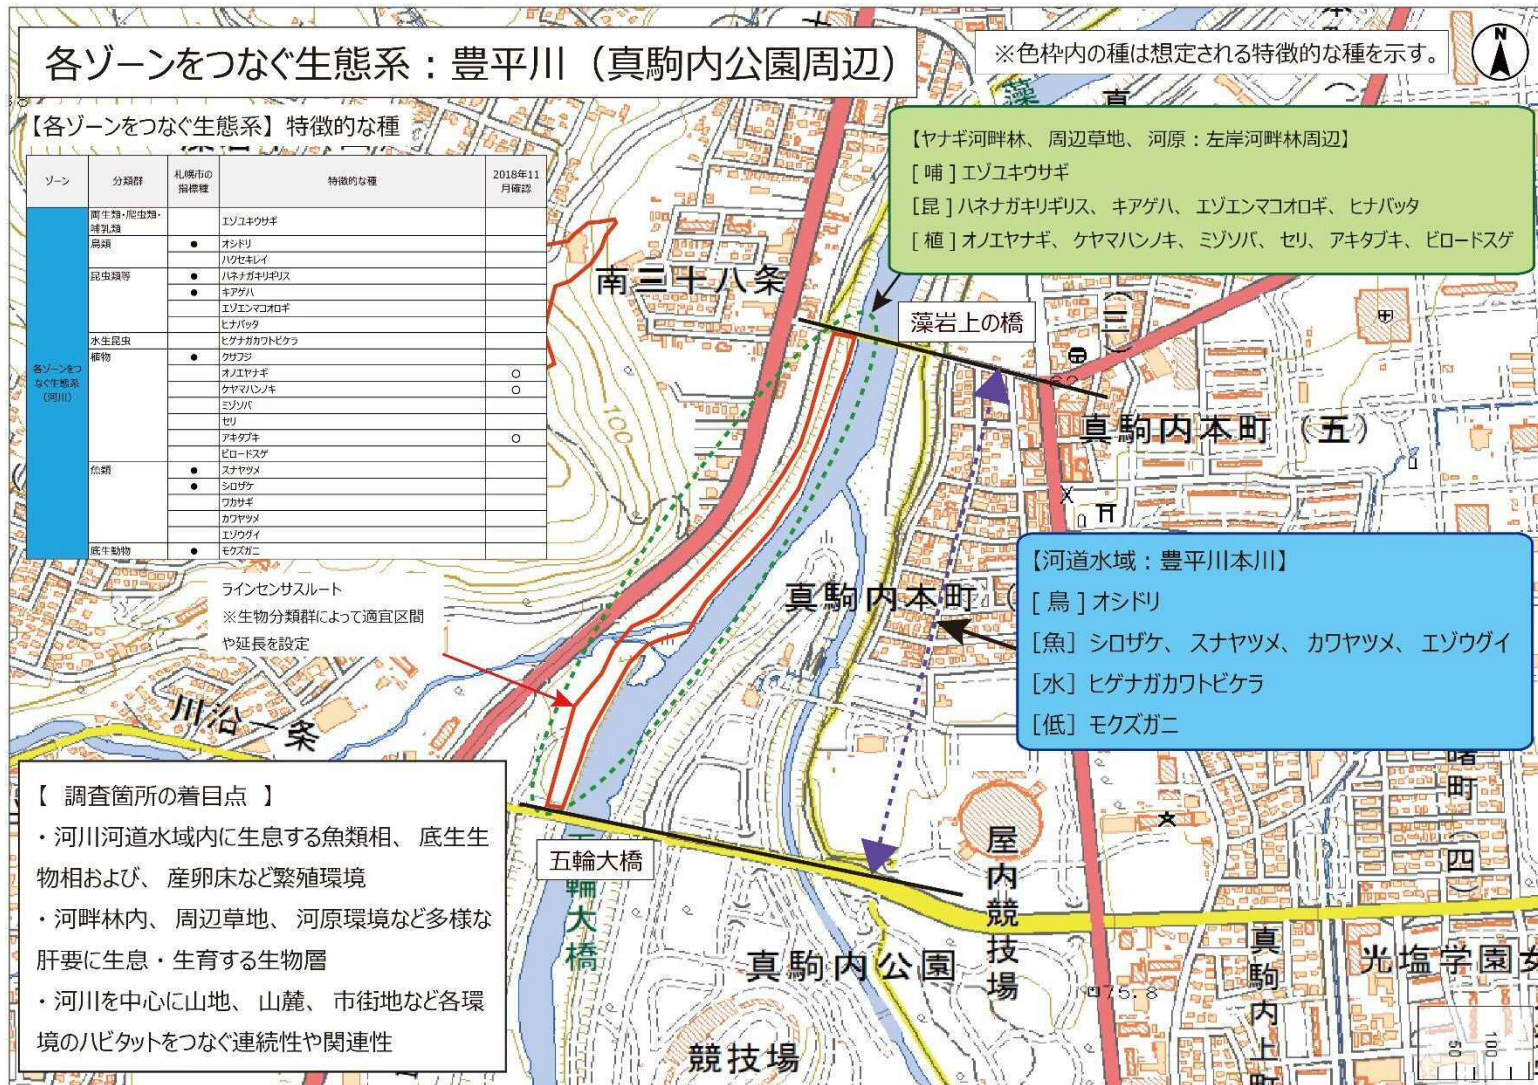 各ゾーンをつなぐ生態系：豊平川（真駒内公園周辺）
※色枠内の種は想定される特徴的な種を示す。
N
【各ゾーンをつなぐ生態系】特徴的な種
ゾーン 分類群 札幌市の指標種 特徴的な種 2018年11月確認
各ゾーンをつなぐ生態系（河川）
両生類・爬虫類・哺乳類 エゾユキウサギ
鳥類 ● オシドリ
ハクセキレイ
昆虫類等 ● ハネナガキリギリス
● キアゲハ
エゾエンマコオロギ
ヒナバッタ
水生昆虫 ヒゲナガカワトビケラ
植物 ● クサフジ
オノエヤナギ ○
ケヤマハンノキ ○
ミゾソバ
セリ
アキタブキ ○
ビロードスゲ
魚類 ● スナヤツメ
● シロザケ
ワカサギ
カワヤツメ
エゾウグイ
底生動物 ● モクズガニ
【ヤナギ河畔林、周辺草地、河原：左岸河畔林周辺】
[ 哺 ] エゾユキウサギ
[昆 ] ハネナガキリギリス、キアゲハ、エゾエンマコオロギ、ヒナバッタ
[ 植 ] オノエヤナギ、ケヤマハンノキ、ミゾソバ、セリ、アキタブキ、ビロードスゲ
南三十八条
藻岩上の橋
100
真駒内本町（五）
【河道水域：豊平川本川】
[ 鳥 ] オシドリ
[魚] シロザケ、スナヤツメ、カワヤツメ、エゾウグイ
[水] ヒゲナガカワトビケラ
[低] モクズガニ
真駒内本町（
ラインセンサスルート
※生物分類群によって適宜区間
や延長を設定
川沿一条
【 調査箇所の着目点 】
・河川河道水域内に生息する魚類相、底生生
物相および、産卵床など繁殖環境
・河畔林内、周辺草地、河原環境など多様な
肝要に生息・生育する生物層
・河川を中心に山地、山麓、市街地など各環
境のハビタットをつなぐ連続性や関連性
五輪大橋
輪大橋
屋内競技場
真駒内公園
競技場
75.8
曙町（四）
真駒内上町
光塩学園女
50
100